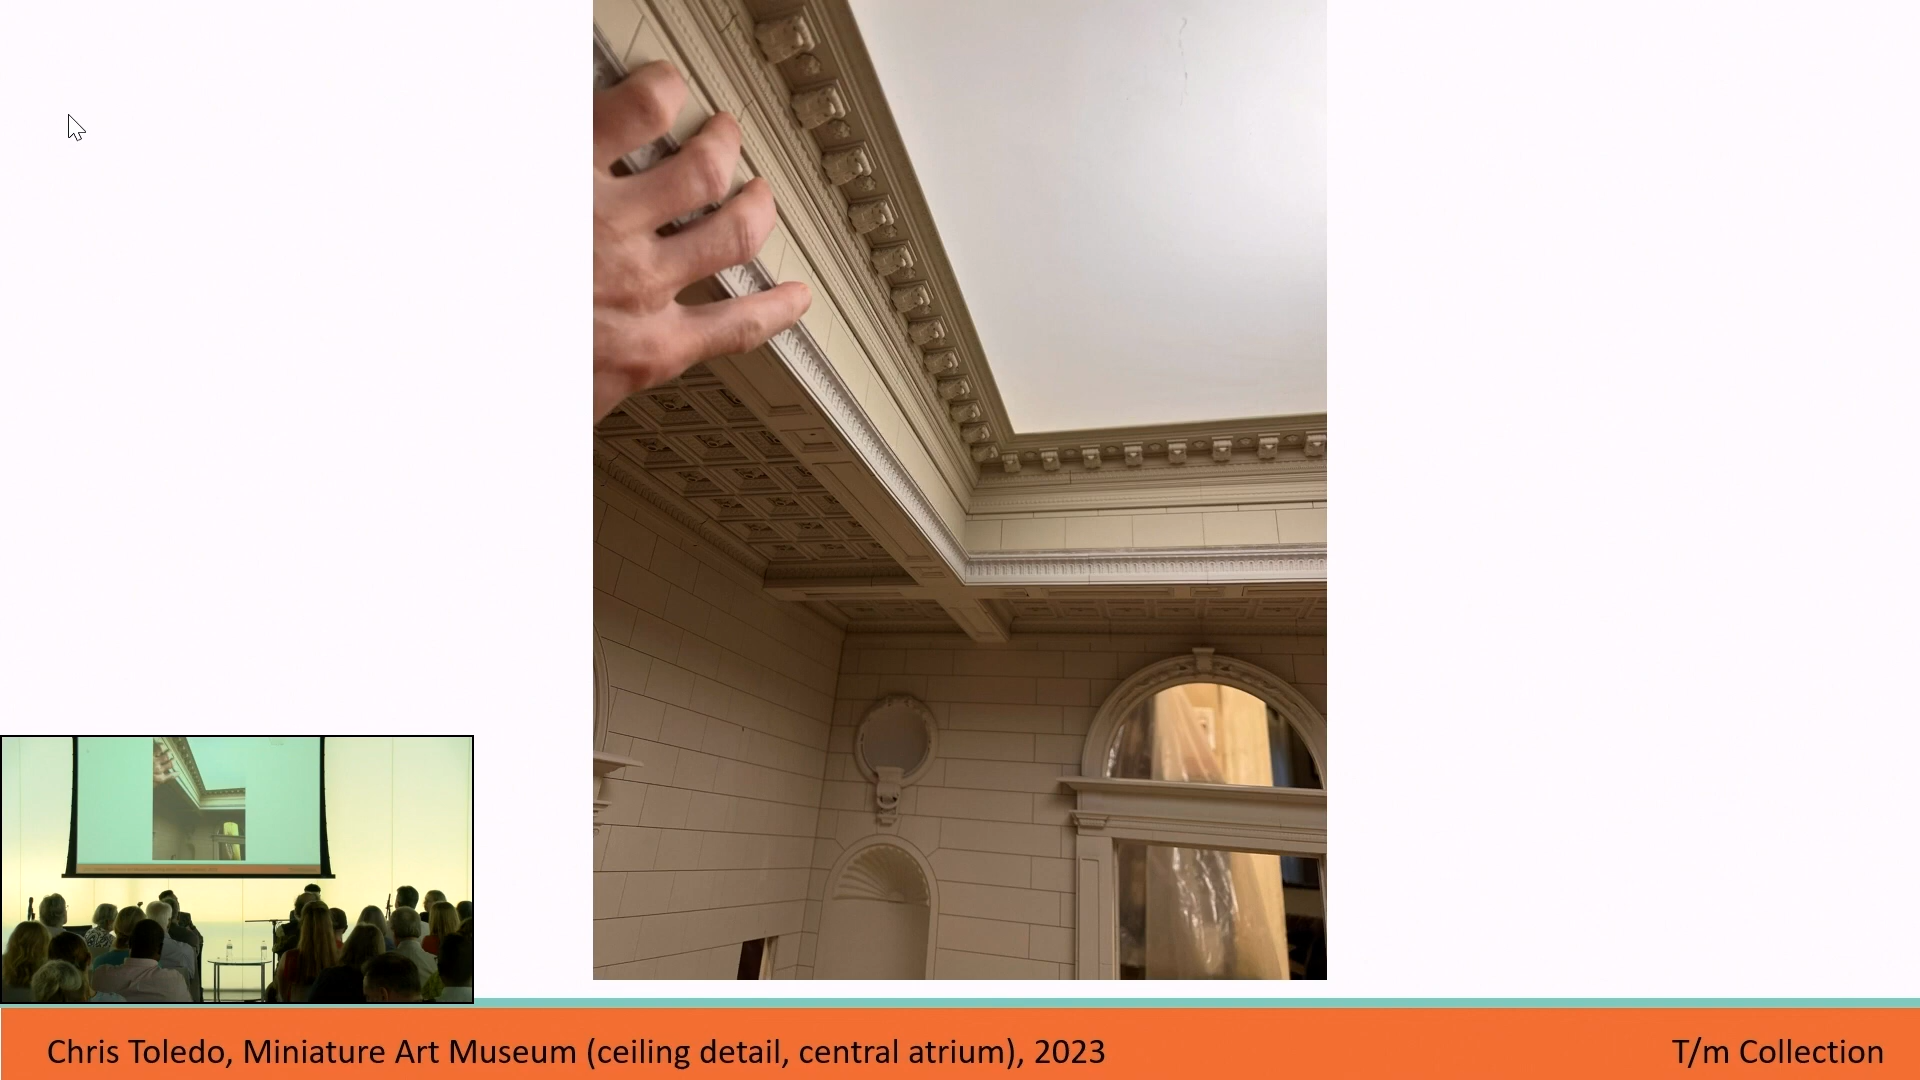 Chris Toledo, Miniature Art Museum (ceiling detail, central atrium), 2023
T/m Collection